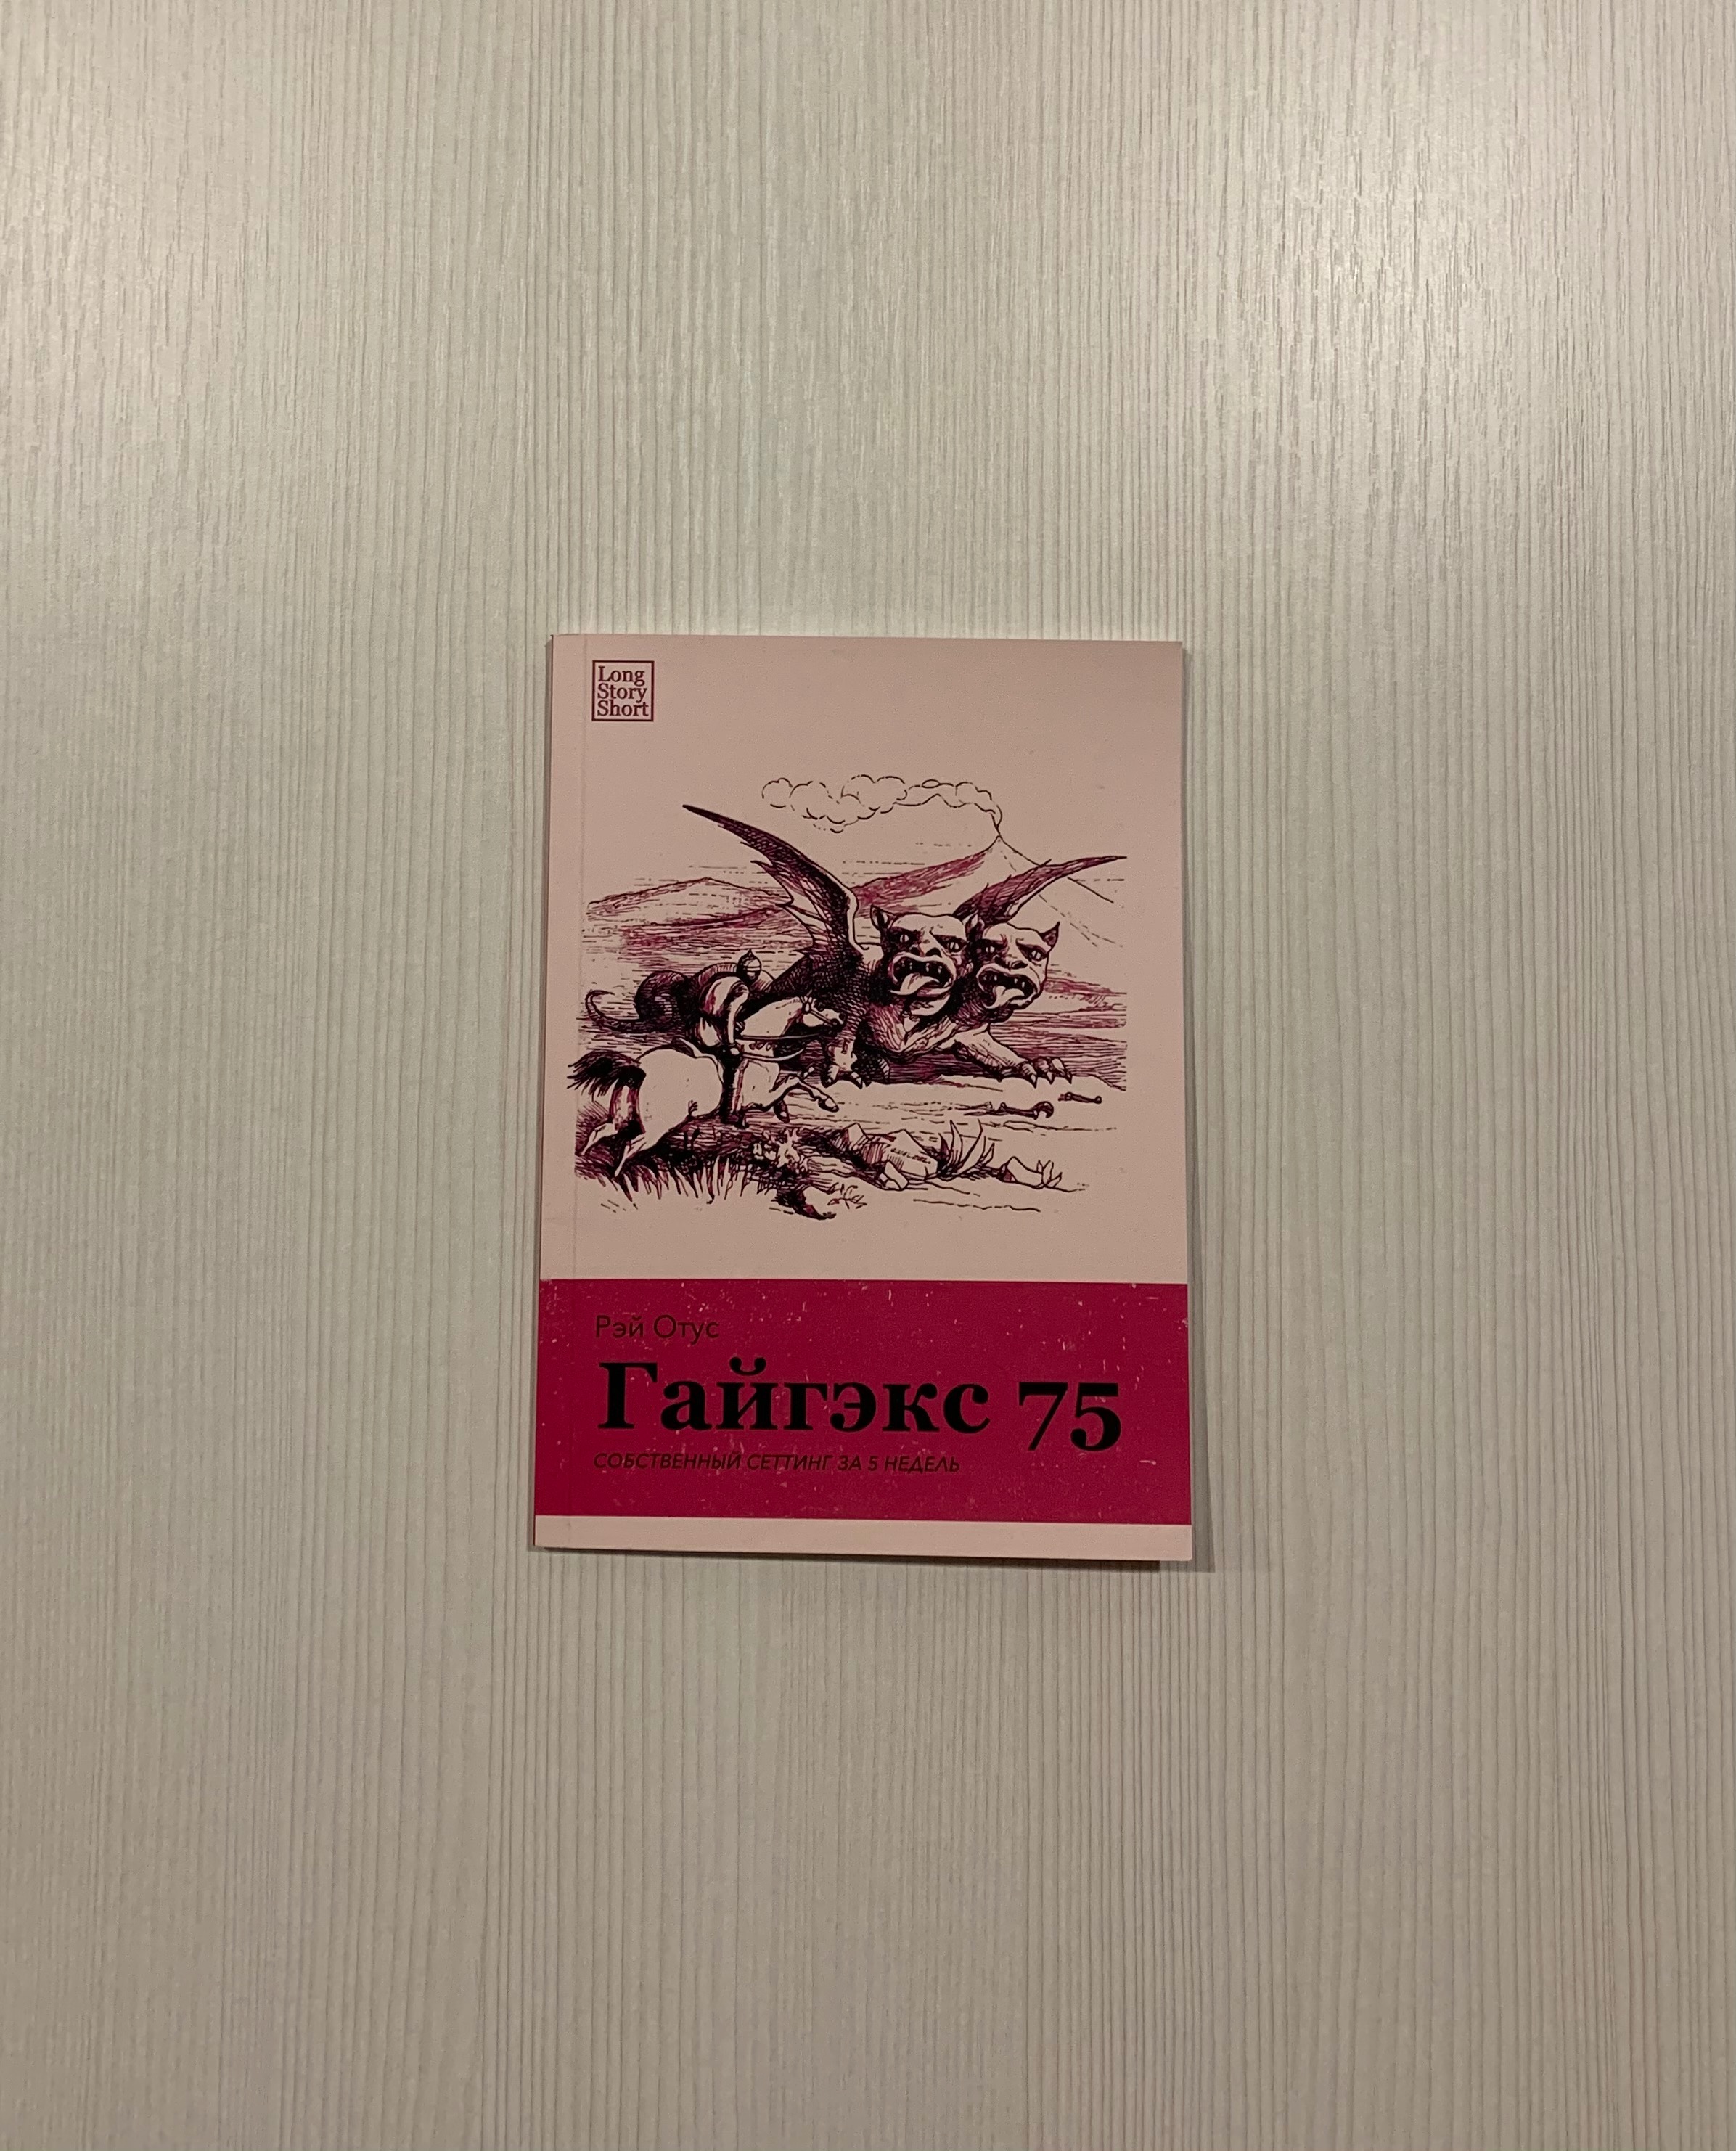 Long
Story
Short
Рэй Отус
Гайгэкс 75
СОБСТВЕННЫЙ СЕТТИНГ ЗА 5 НЕДЕЛЬ